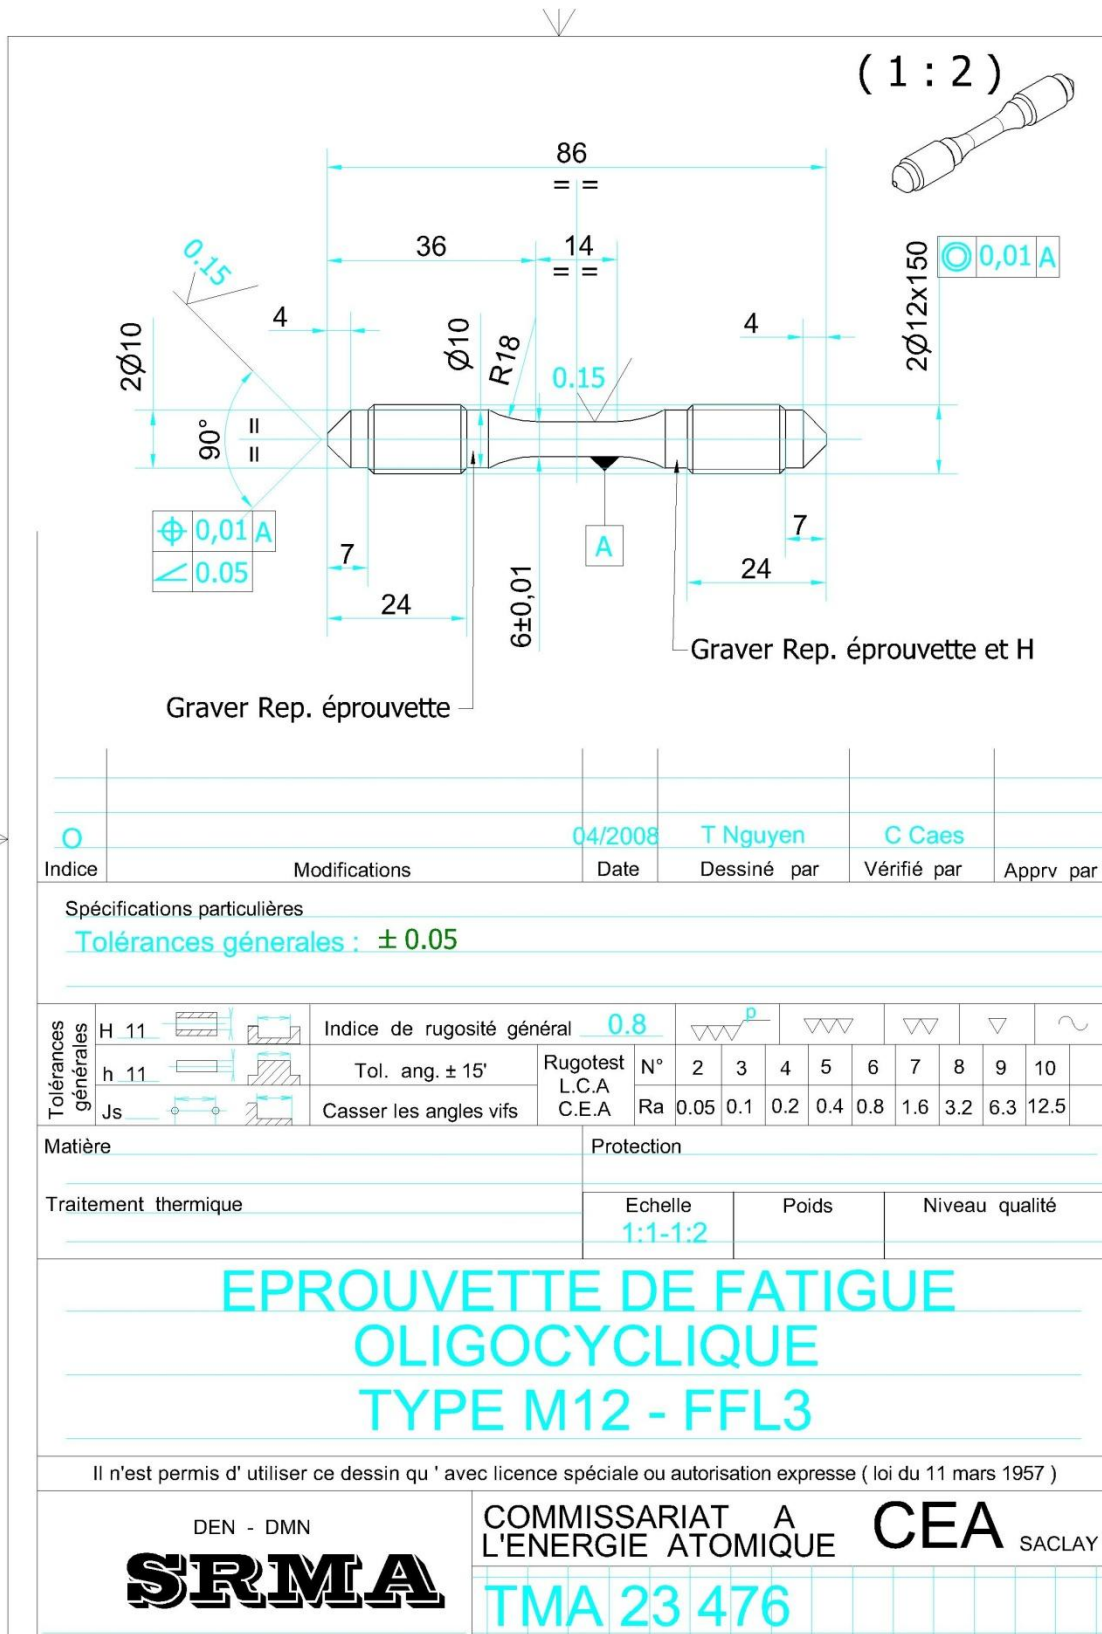 ( 1 : 2 )
86
= =
36
14
= =
0.15
4
4
2Ø10
Ø10
R18
0.15
2Ø12x150
0,01 A
90°
=
=
0,01 A
0.05
A
7
24
7
24
6±0,01
Graver Rep. éprouvette et H
Graver Rep. éprouvette
O 04/2008 T Nguyen C Caes
Indice Modifications Date Dessiné par Vérifié par Apprv par
Spécifications particulières
Tolérances génerales : ± 0.05
Tolérances générales
H 11
h 11
Js
Indice de rugosité général 0.8
Tol. ang. ± 15'
Casser les angles vifs
p
Rugotest
L.C.A
C.E.A
N° 2 3 4 5 6 7 8 9 10
Ra 0.05 0.1 0.2 0.4 0.8 1.6 3.2 6.3 12.5
Matière Protection
Traitement thermique
Echelle Poids Niveau qualité
1:1-1:2
EPROUVETTE DE FATIGUE
OLIGOCYCLIQUE
TYPE M12 - FFL3
Il n'est permis d' utiliser ce dessin qu ' avec licence spéciale ou autorisation expresse ( loi du 11 mars 1957 )
DEN - DMN
SRMA
COMMISSARIAT A
L'ENERGIE ATOMIQUE
CEA SACLAY
TMA 23 476